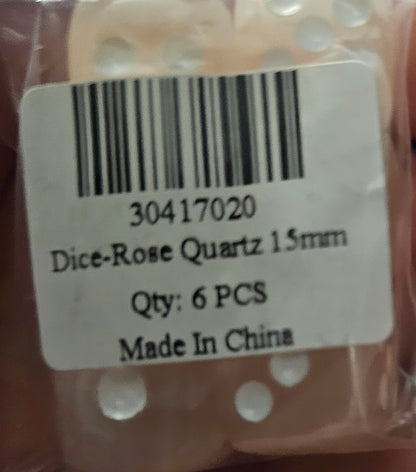 30417020
Dice-Rose Quartz 15mm
Qty: 6 PCS
Made In China